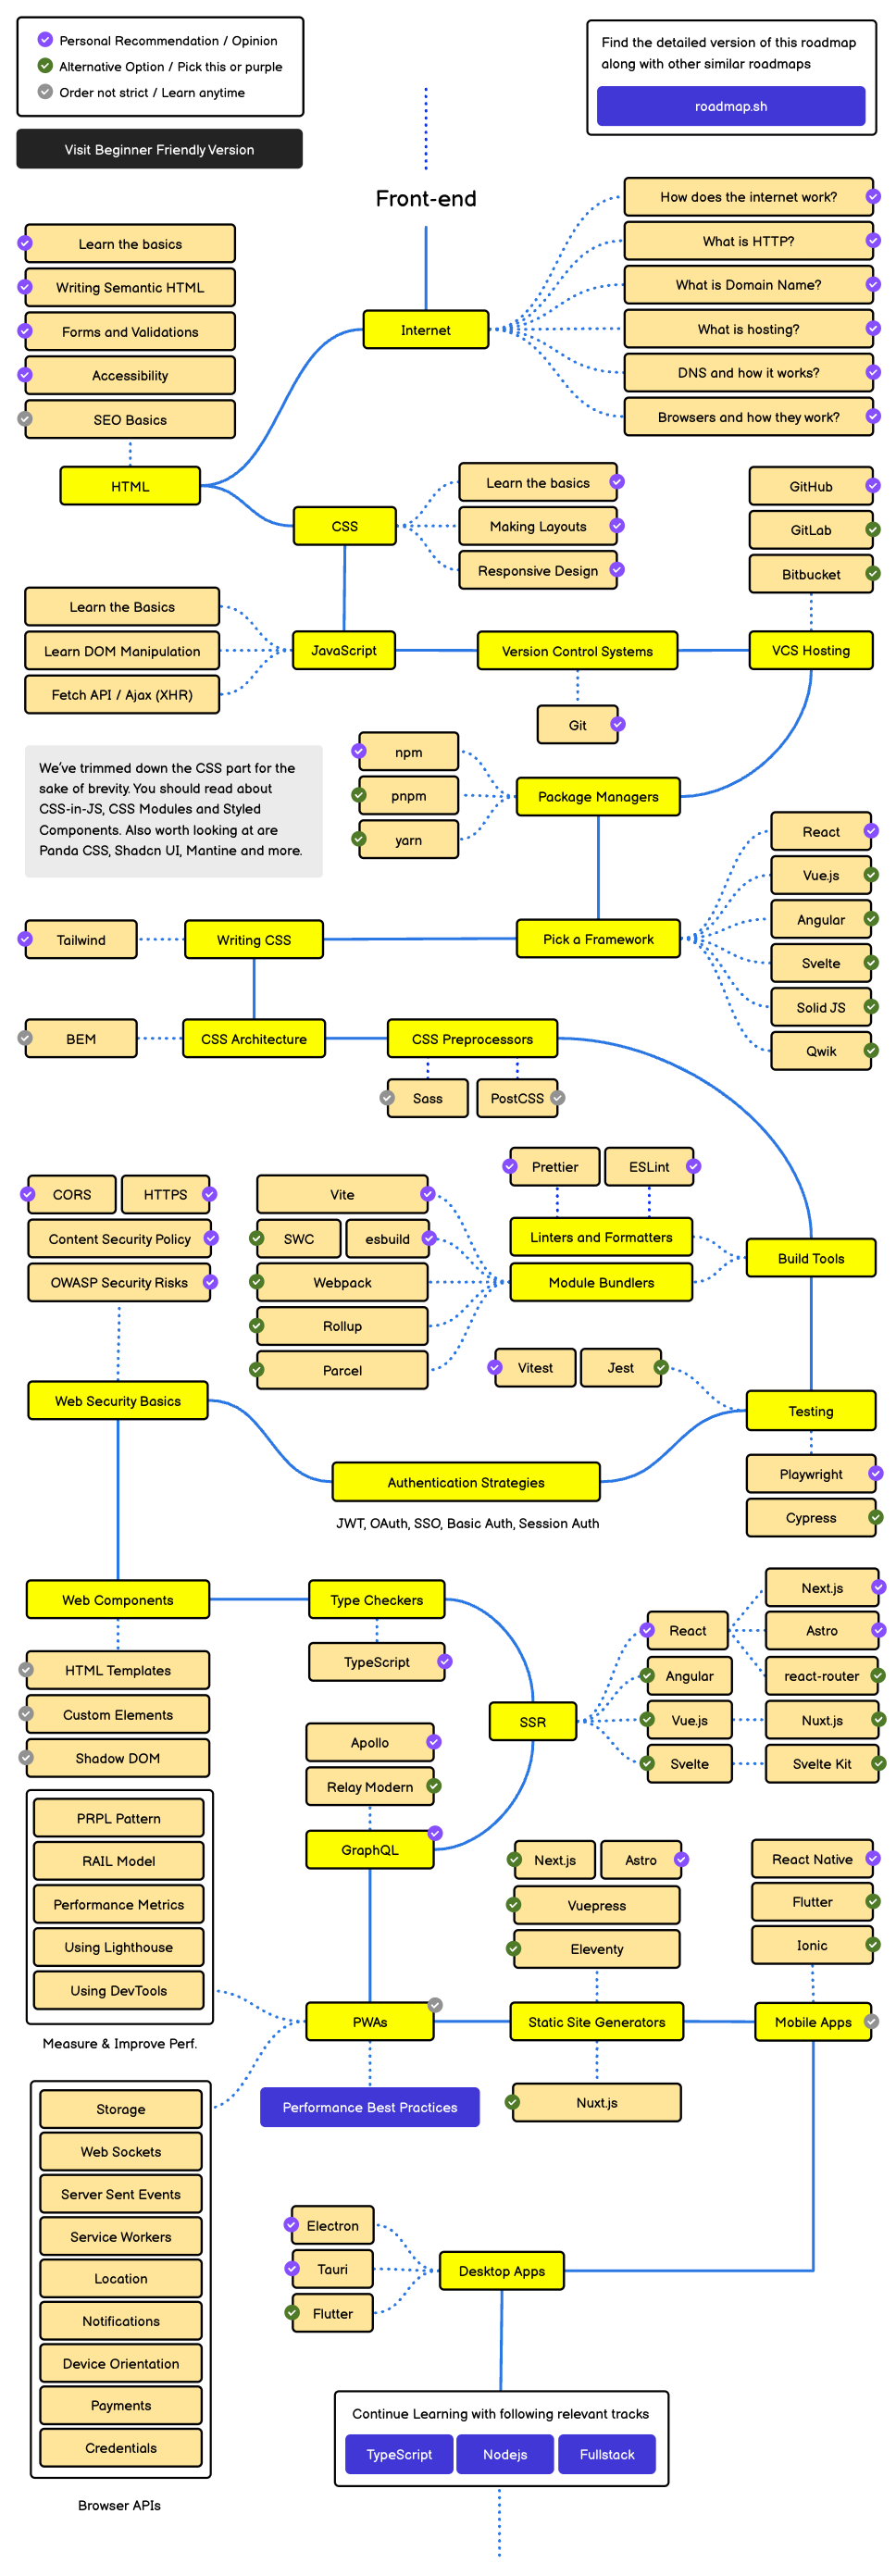 Personal Recommendation / Opinion
Alternative Option / Pick this or purple
Order not strict / Learn anytime
Visit Beginner Friendly Version
Find the detailed version of this roadmap
along with other similar roadmaps
roadmap.sh
Front-end
Internet
How does the internet work?
What is HTTP?
What is Domain Name?
What is hosting?
DNS and how it works?
Browsers and how they work?
Learn the basics
Writing Semantic HTML
Forms and Validations
Accessibility
SEO Basics
HTML
CSS
Learn the basics
Making Layouts
Responsive Design
GitHub
GitLab
Bitbucket
Learn the Basics
Learn DOM Manipulation
Fetch API / Ajax (XHR)
JavaScript
Version Control Systems
VCS Hosting
Git
npm
pnpm
yarn
Package Managers
We've trimmed down the CSS part for the
sake of brevity. You should read about
CSS-in-JS, CSS Modules and Styled
Components. Also worth looking at are
Panda CSS, Shadcn UI, Mantine and more.
React
Vue.js
Angular
Svelte
Solid JS
Qwik
Tailwind
Writing CSS
Pick a Framework
BEM
CSS Architecture
CSS Preprocessors
Sass
PostCSS
Prettier
ESLint
Linters and Formatters
Module Bundlers
Build Tools
CORS
HTTPS
Content Security Policy
OWASP Security Risks
Vite
SWC
esbuild
Webpack
Rollup
Parcel
Vitest
Jest
Web Security Basics
Testing
Authentication Strategies
JWT, OAuth, SSO, Basic Auth, Session Auth
Playwright
Cypress
Web Components
Type Checkers
HTML Templates
Custom Elements
Shadow DOM
TypeScript
SSR
React
Angular
Vue.js
Svelte
Next.js
Astro
react-router
Nuxt.js
Svelte Kit
Apollo
Relay Modern
GraphQL
PRPL Pattern
RAIL Model
Performance Metrics
Using Lighthouse
Using DevTools
Measure & Improve Perf.
Next.js
Astro
Vuepress
Eleventy
React Native
Flutter
Ionic
PWAs
Static Site Generators
Mobile Apps
Performance Best Practices
Nuxt.js
Storage
Web Sockets
Server Sent Events
Service Workers
Location
Notifications
Device Orientation
Payments
Credentials
Browser APIs
Electron
Tauri
Flutter
Desktop Apps
Continue Learning with following relevant tracks
TypeScript
Nodejs
Fullstack